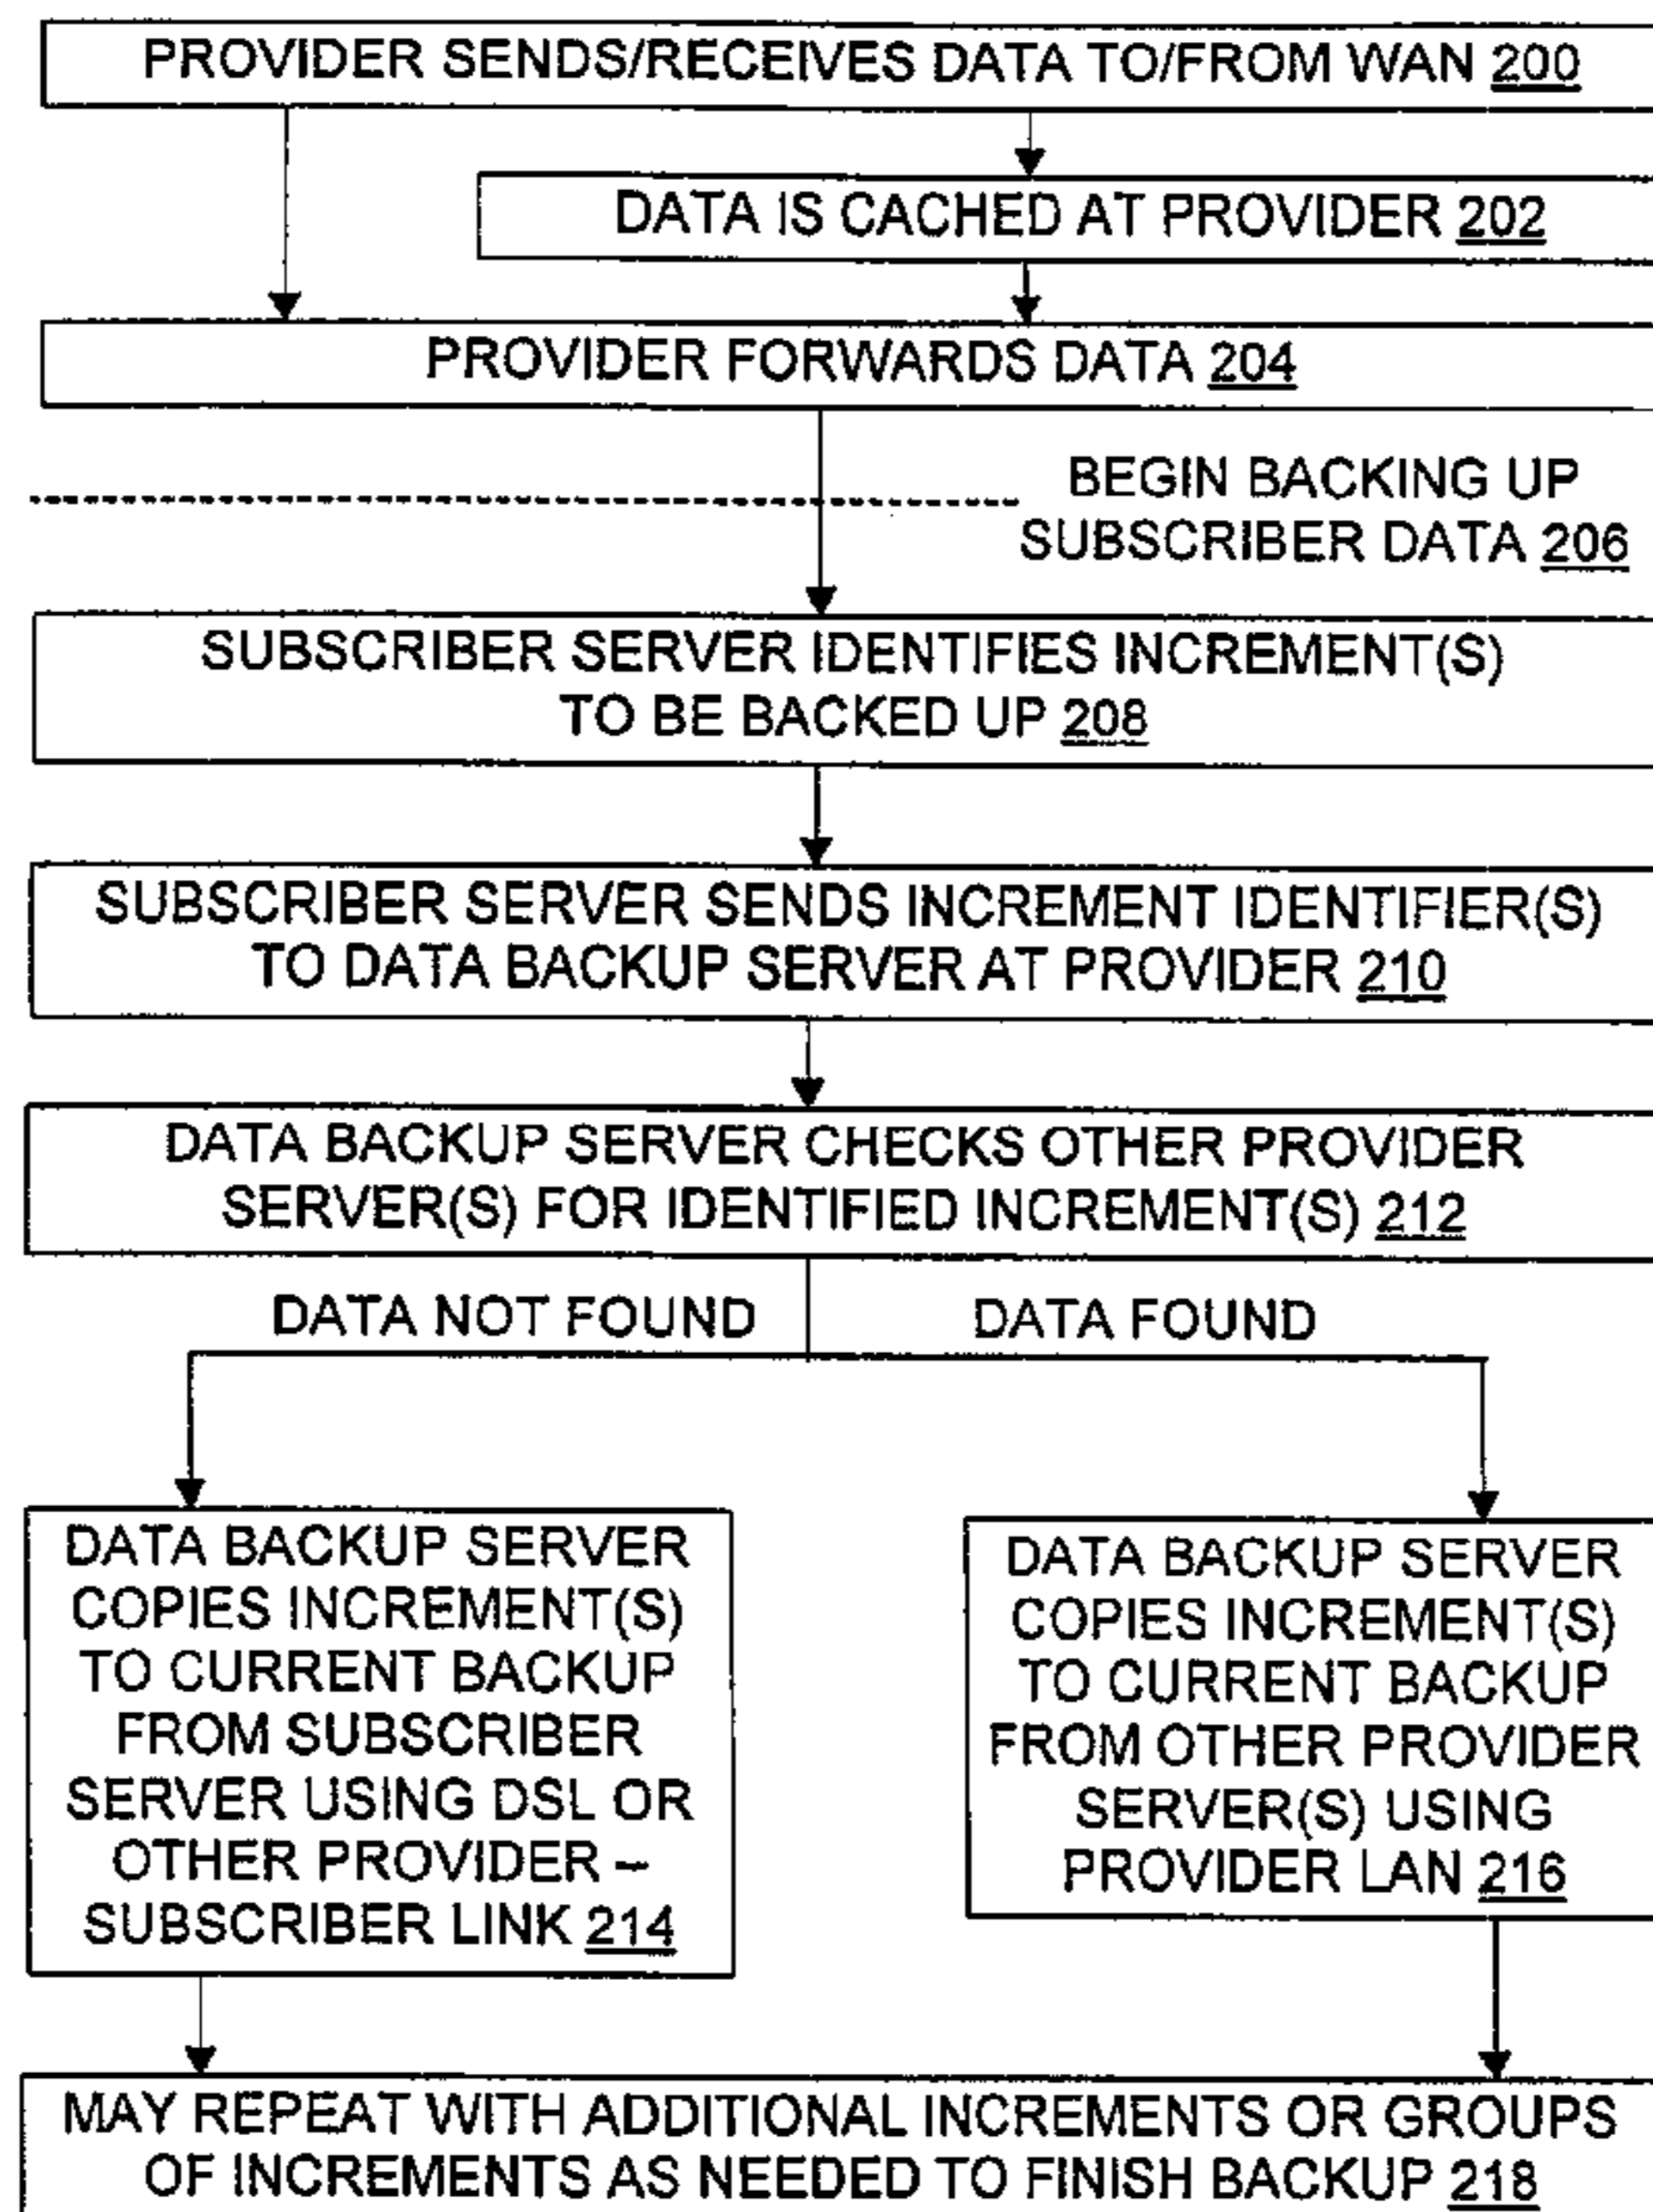 PROVIDER SENDS/RECEIVES DATA TO/FROM WAN 200
DATA IS CACHED AT PROVIDER 202
PROVIDER FORWARDS DATA 204
BEGIN BACKING UP
SUBSCRIBER DATA 206
SUBSCRIBER SERVER IDENTIFIES INCREMENT(S)
TO BE BACKED UP 208
SUBSCRIBER SERVER SENDS INCREMENT IDENTIFIER(S)
TO DATA BACKUP SERVER AT PROVIDER 210
DATA BACKUP SERVER CHECKS OTHER PROVIDER
SERVER(S) FOR IDENTIFIED INCREMENT(S) 212
DATA NOT FOUND
DATA FOUND
DATA BACKUP SERVER
COPIES INCREMENT(S)
TO CURRENT BACKUP
FROM SUBSCRIBER
SERVER USING DSL OR
OTHER PROVIDER –
SUBSCRIBER LINK 214
DATA BACKUP SERVER
COPIES INCREMENT(S)
TO CURRENT BACKUP
FROM OTHER PROVIDER
SERVER(S) USING
PROVIDER LAN 216
MAY REPEAT WITH ADDITIONAL INCREMENTS OR GROUPS
OF INCREMENTS AS NEEDED TO FINISH BACKUP 218